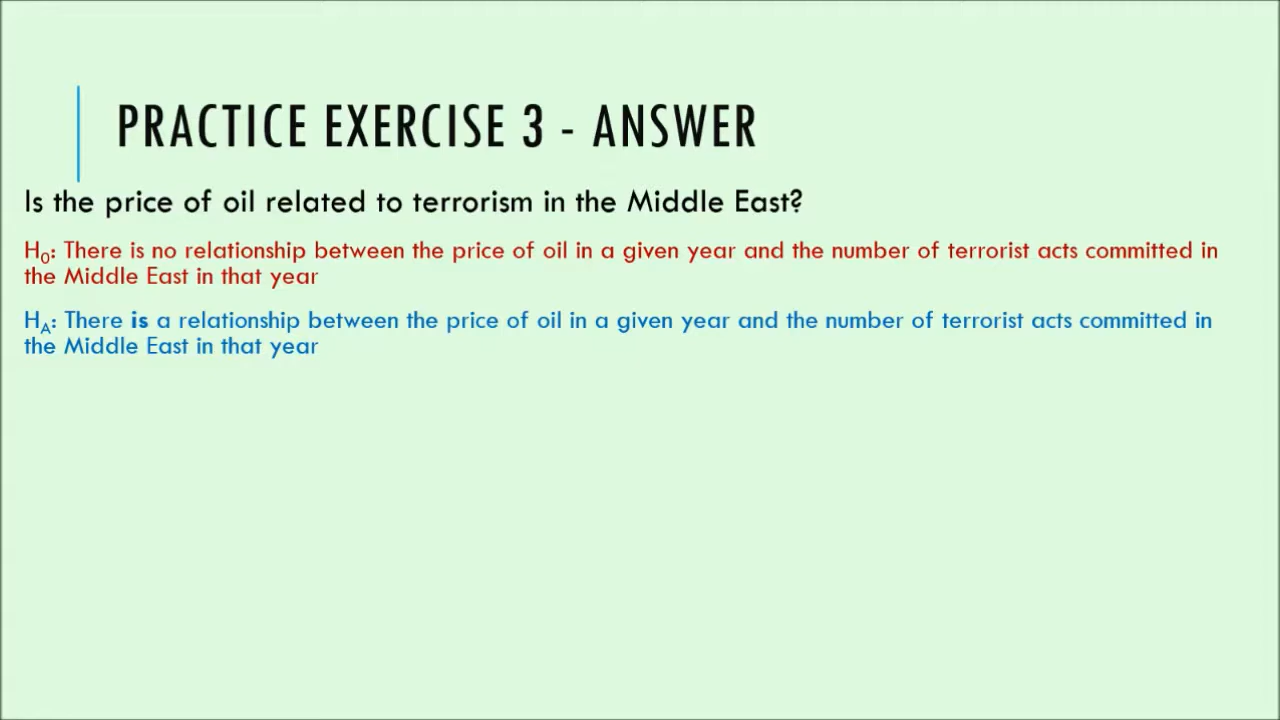 PRACTICE EXERCISE 3 - ANSWER
Is the price of oil related to terrorism in the Middle East?
H0: There is no relationship between the price of oil in a given year and the number of terrorist acts committed in
the Middle East in that year
HA: There is a relationship between the price of oil in a given year and the number of terrorist acts committed in
the Middle East in that year